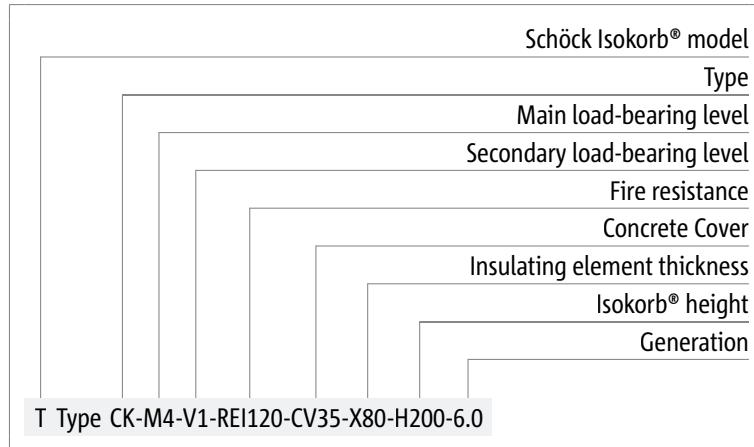 Schöck Isokorb® model
Type
Main load-bearing level
Secondary load-bearing level
Fire resistance
Concrete Cover
Insulating element thickness
Isokorb® height
Generation
T Type CK-M4-V1-REI120-CV35-X80-H200-6.0